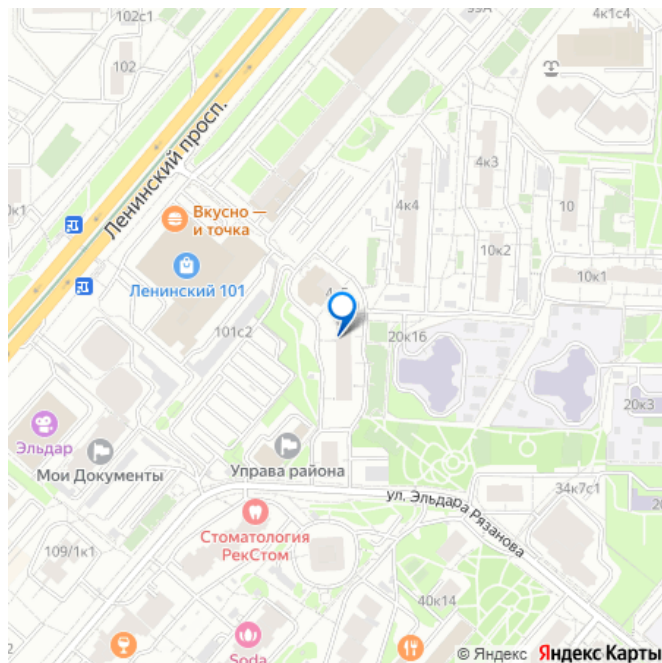 102с1
99А
4к1с4
102
Ленинский просп.
4к3
4к4
10
Вкусно —
и точка
10к2
10к1
Ленинский 101
101с2
20к16
20к3
Эльдар
Мои Документы
Управа района
ул. Эльдара Рязанова
34к7с1
Стоматология
РекСтом
109/1к1
40к14
Soda
© Яндекс Яндекс Карты